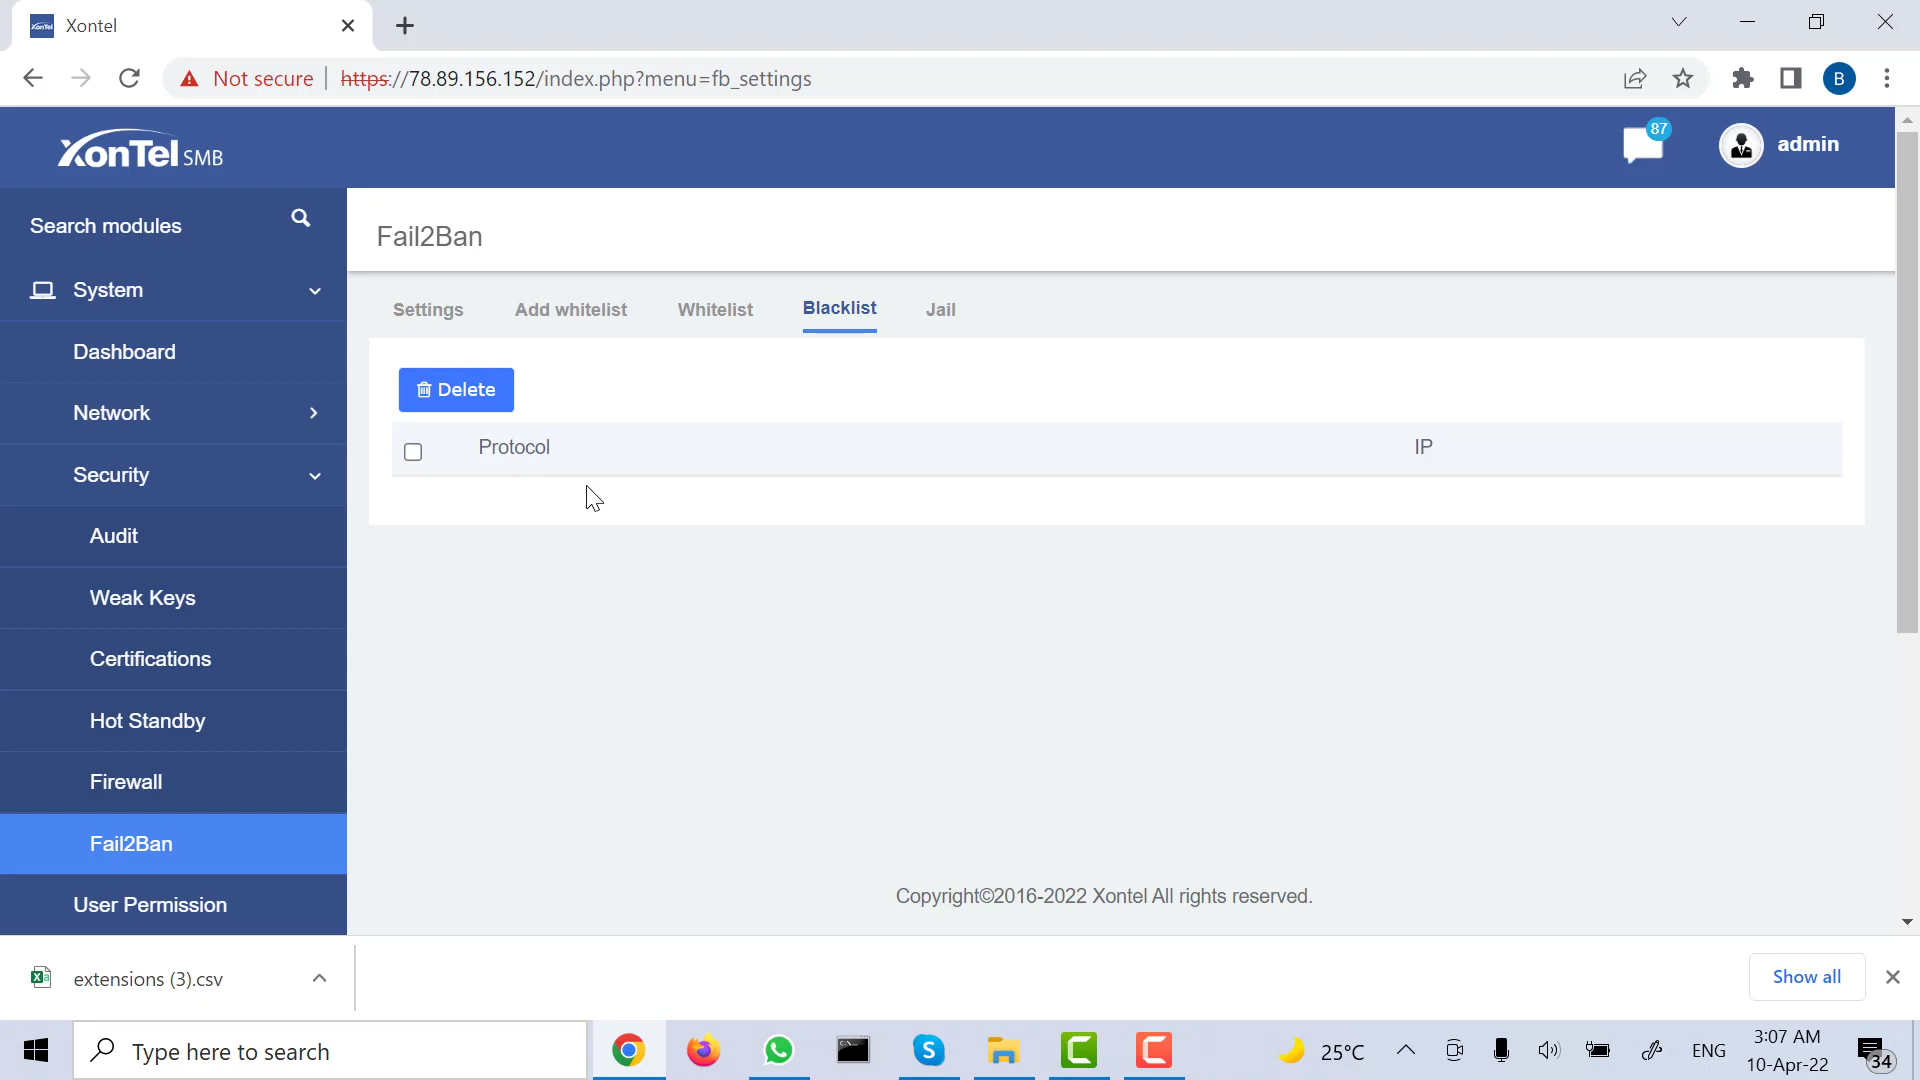 Xontel
Not secure
https://78.89.156.152/index.php?menu=fb_settings
B
XonTel SMB
87
admin
Search modules
System
Dashboard
Network
Security
Audit
Weak Keys
Certifications
Hot Standby
Firewall
Fail2Ban
User Permission
Fail2Ban
Settings
Add whitelist
Whitelist
Blacklist
Jail
Delete
Protocol
IP
Copyright©2016-2022 Xontel All rights reserved.
extensions (3).csv
Show all
Type here to search
25°C
ENG
3:07 AM
10-Apr-22
34